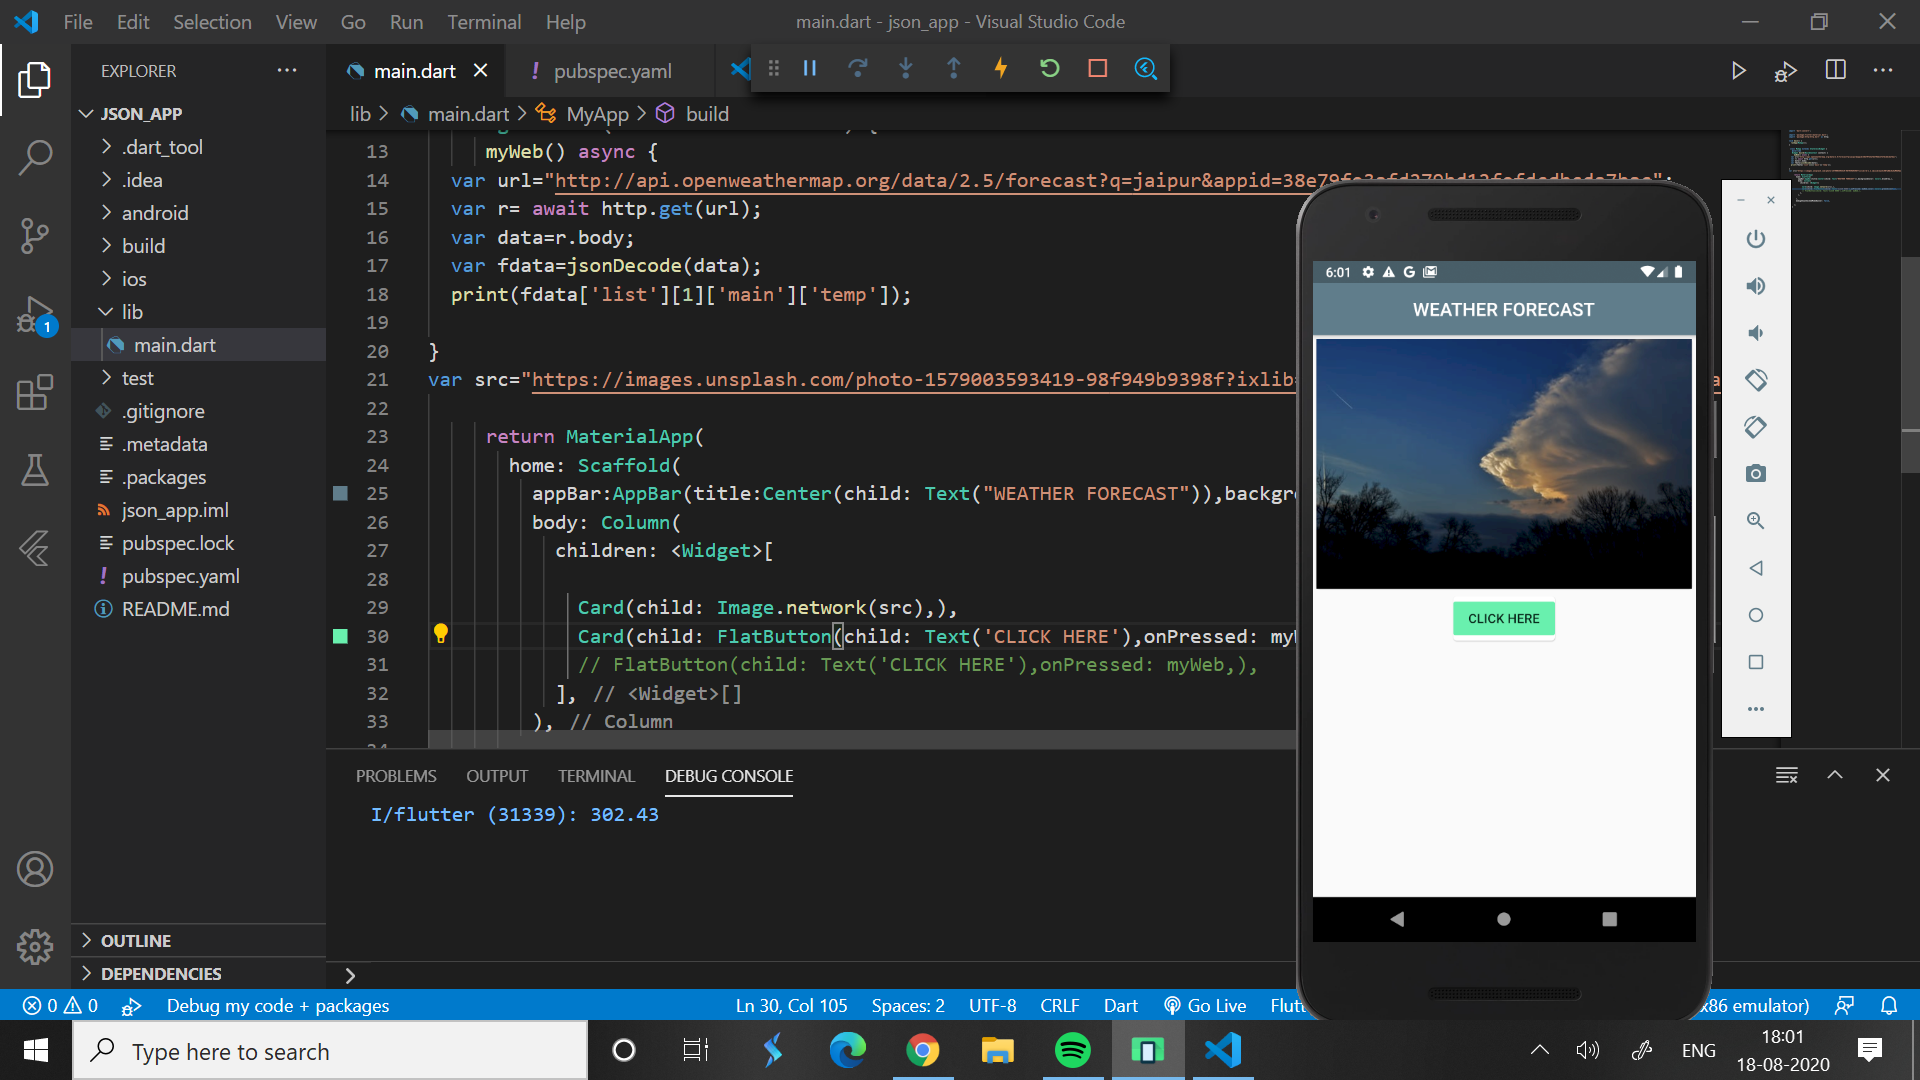 File Edit Selection View Go Run Terminal Help
main.dart - json_app - Visual Studio Code
EXPLORER
main.dart
! pubspec.yaml
JSON_APP
lib > main.dart > MyApp > build
.dart_tool
.idea
android
build
ios
lib
main.dart
test
.gitignore
.metadata
.packages
json_app.iml
pubspec.lock
! pubspec.yaml
README.md
OUTLINE
DEPENDENCIES
1
13 myWeb() async {
14 var url="http://api.openweathermap.org/data/2.5/forecast?q=jaipur&appid=
15 var r= await http.get(url);
16 var data=r.body;
17 var fdata=jsonDecode(data);
18 print(fdata['list'][1]['main']['temp']);
19
20 }
21 var src="https://images.unsplash.com/photo-1579003593419-98f949b9398f?ixlib=
22
23 return MaterialApp(
24 home: Scaffold(
25 appBar:AppBar(title:Center(child: Text("WEATHER FORECAST")),backgr
26 body: Column(
27 children: <Widget>[
28
29 Card(child: Image.network(src),),
30 Card(child: FlatButton(child: Text('CLICK HERE'),onPressed: my
31 // FlatButton(child: Text('CLICK HERE'),onPressed: myWeb,),
32 ], // <Widget>[]
33 ), // Column
6:01
WEATHER FORECAST
CLICK HERE
PROBLEMS OUTPUT TERMINAL DEBUG CONSOLE
I/flutter (31339): 302.43
0 0 Debug my code + packages
Ln 30, Col 105 Spaces: 2 UTF-8 CRLF Dart Go Live Flutt
x86 emulator)
Type here to search
ENG
18:01
18-08-2020